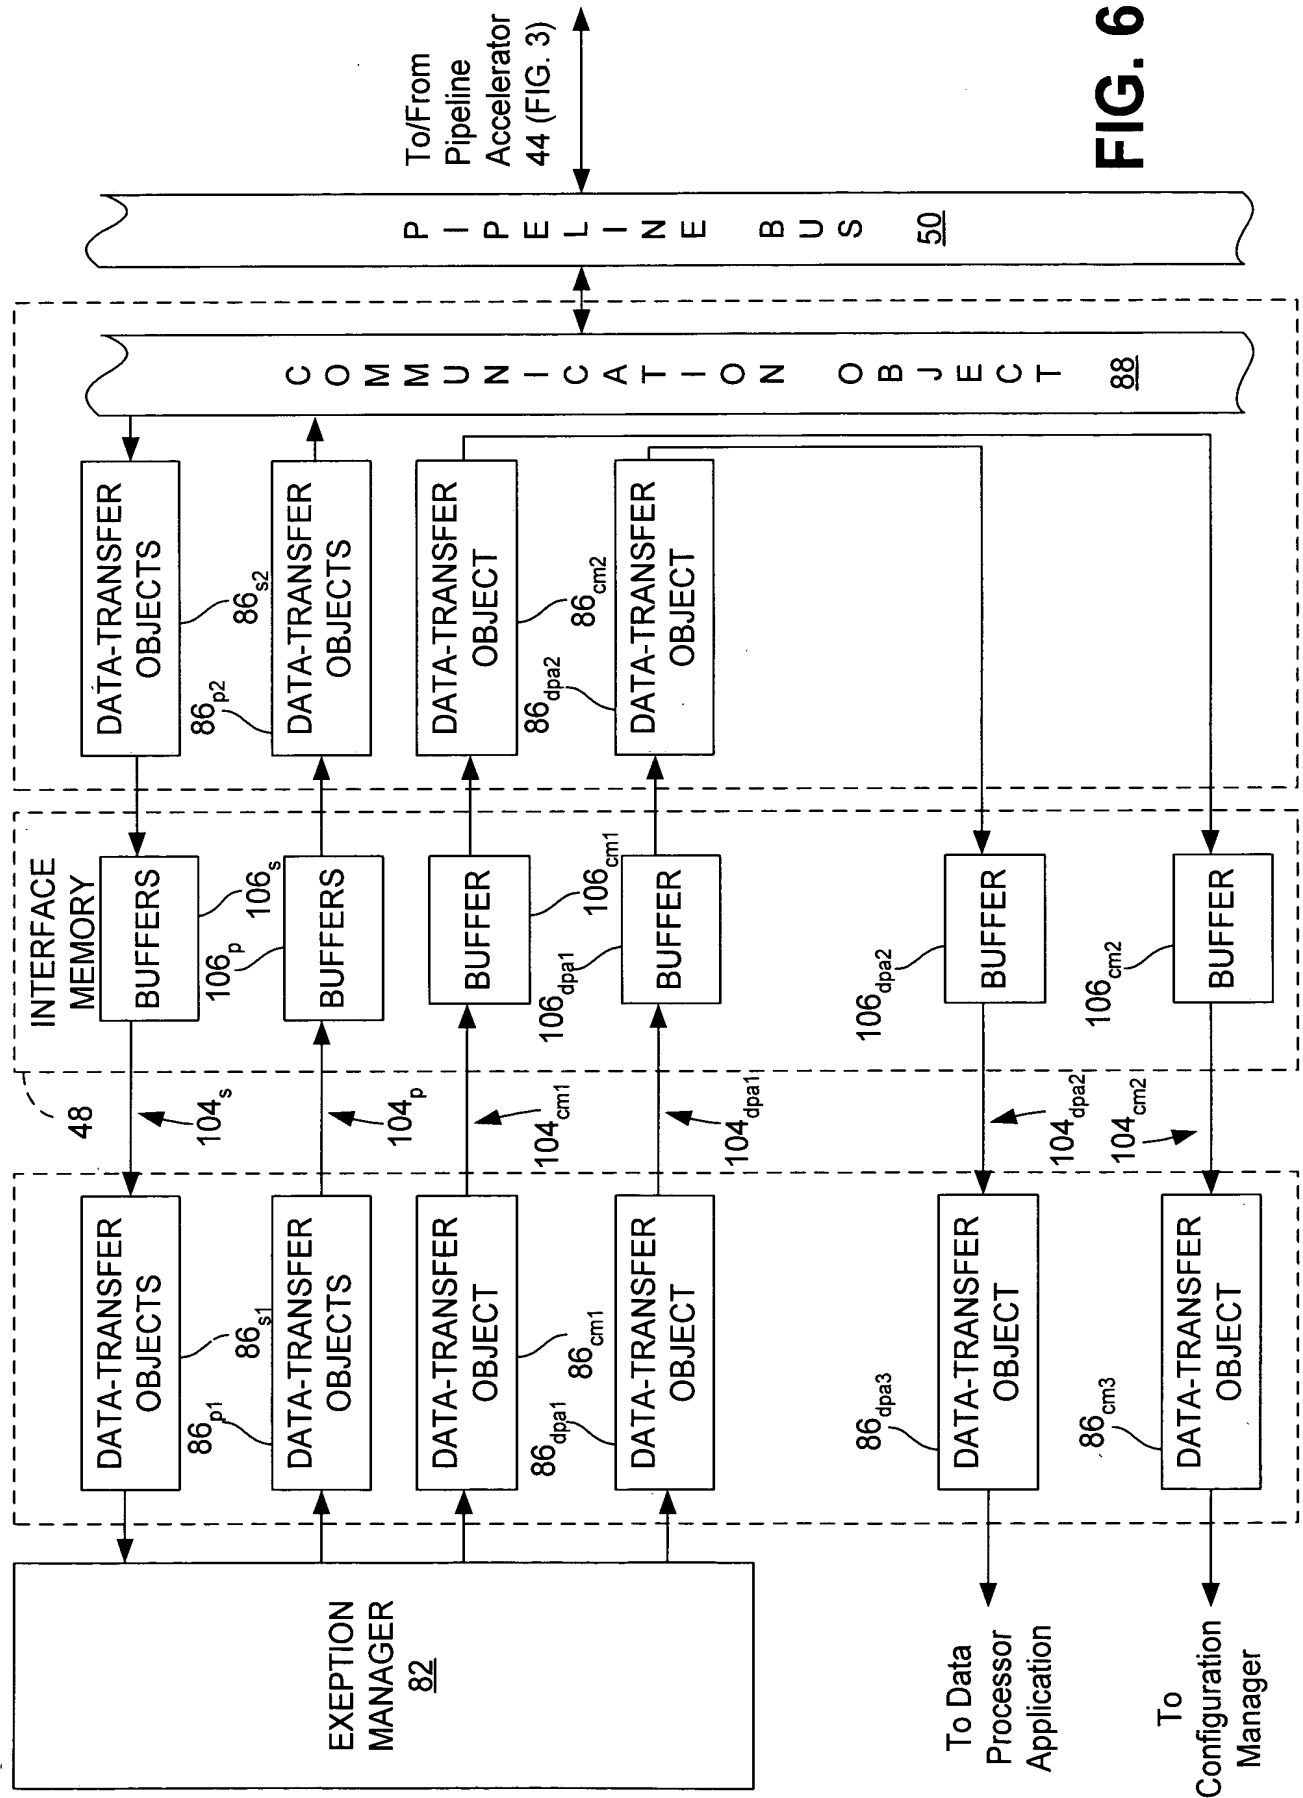 EXEPTION
MANAGER
82
DATA-TRANSFER
OBJECTS
86s1
104s
48
INTERFACE
MEMORY
BUFFERS
106s
DATA-TRANSFER
OBJECTS
86s2
86p1
DATA-TRANSFER
OBJECTS
104p
106p
BUFFERS
86p2
DATA-TRANSFER
OBJECTS
DATA-TRANSFER
OBJECT
86cm1
104cm1
BUFFER
106cm1
DATA-TRANSFER
OBJECT
86cm2
86dpa1
DATA-TRANSFER
OBJECT
104dpa1
106dpa1
BUFFER
86dpa2
DATA-TRANSFER
OBJECT
To Data
Processor
Application
86dpa3
DATA-TRANSFER
OBJECT
104dpa2
106dpa2
BUFFER
To
Configuration
Manager
86cm3
DATA-TRANSFER
OBJECT
104cm2
106cm2
BUFFER
COMMUNICATION OBJECT
88
PIPELINE BUS
50
To/From
Pipeline
Accelerator
44 (FIG. 3)
FIG. 6